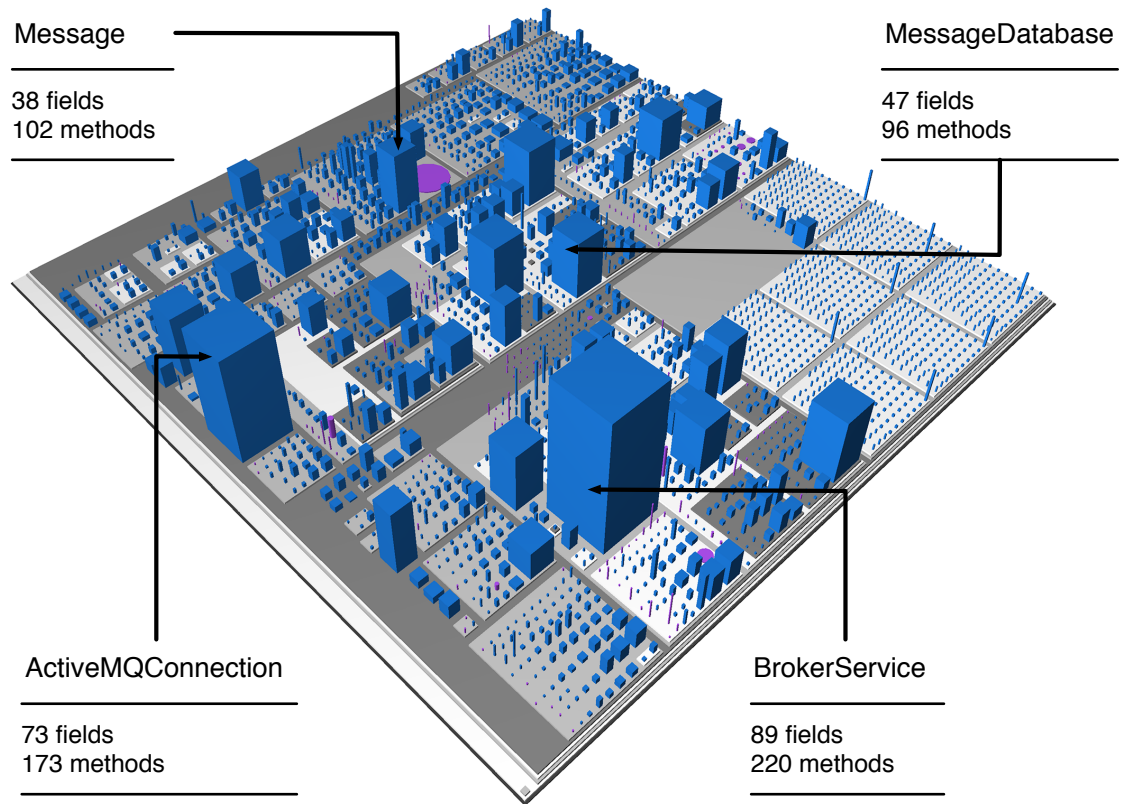 Message
38 fields
102 methods
MessageDatabase
47 fields
96 methods
ActiveMQConnection
73 fields
173 methods
BrokerService
89 fields
220 methods